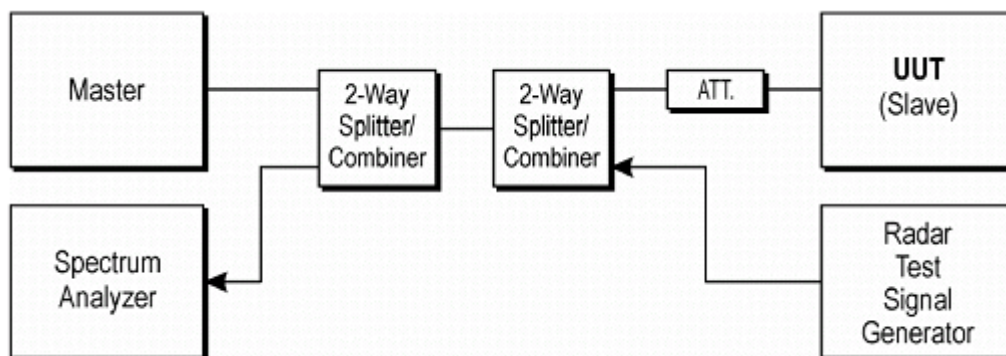 Master
2-Way
Splitter/
Combiner
2-Way
Splitter/
Combiner
ATT.
UUT
(Slave)
Spectrum
Analyzer
Radar
Test
Signal
Generator